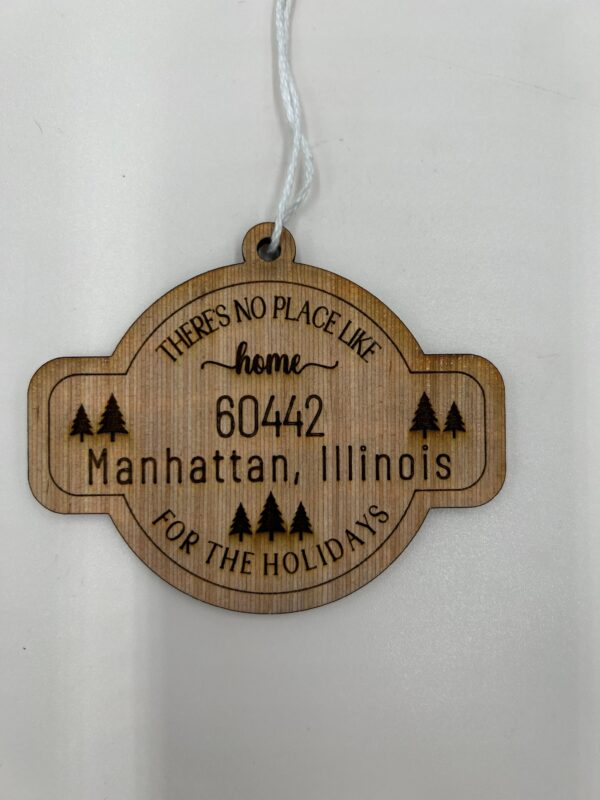 THERE'S NO PLACE LIKE
home
60442
Manhattan, Illinois
FOR THE HOLIDAYS